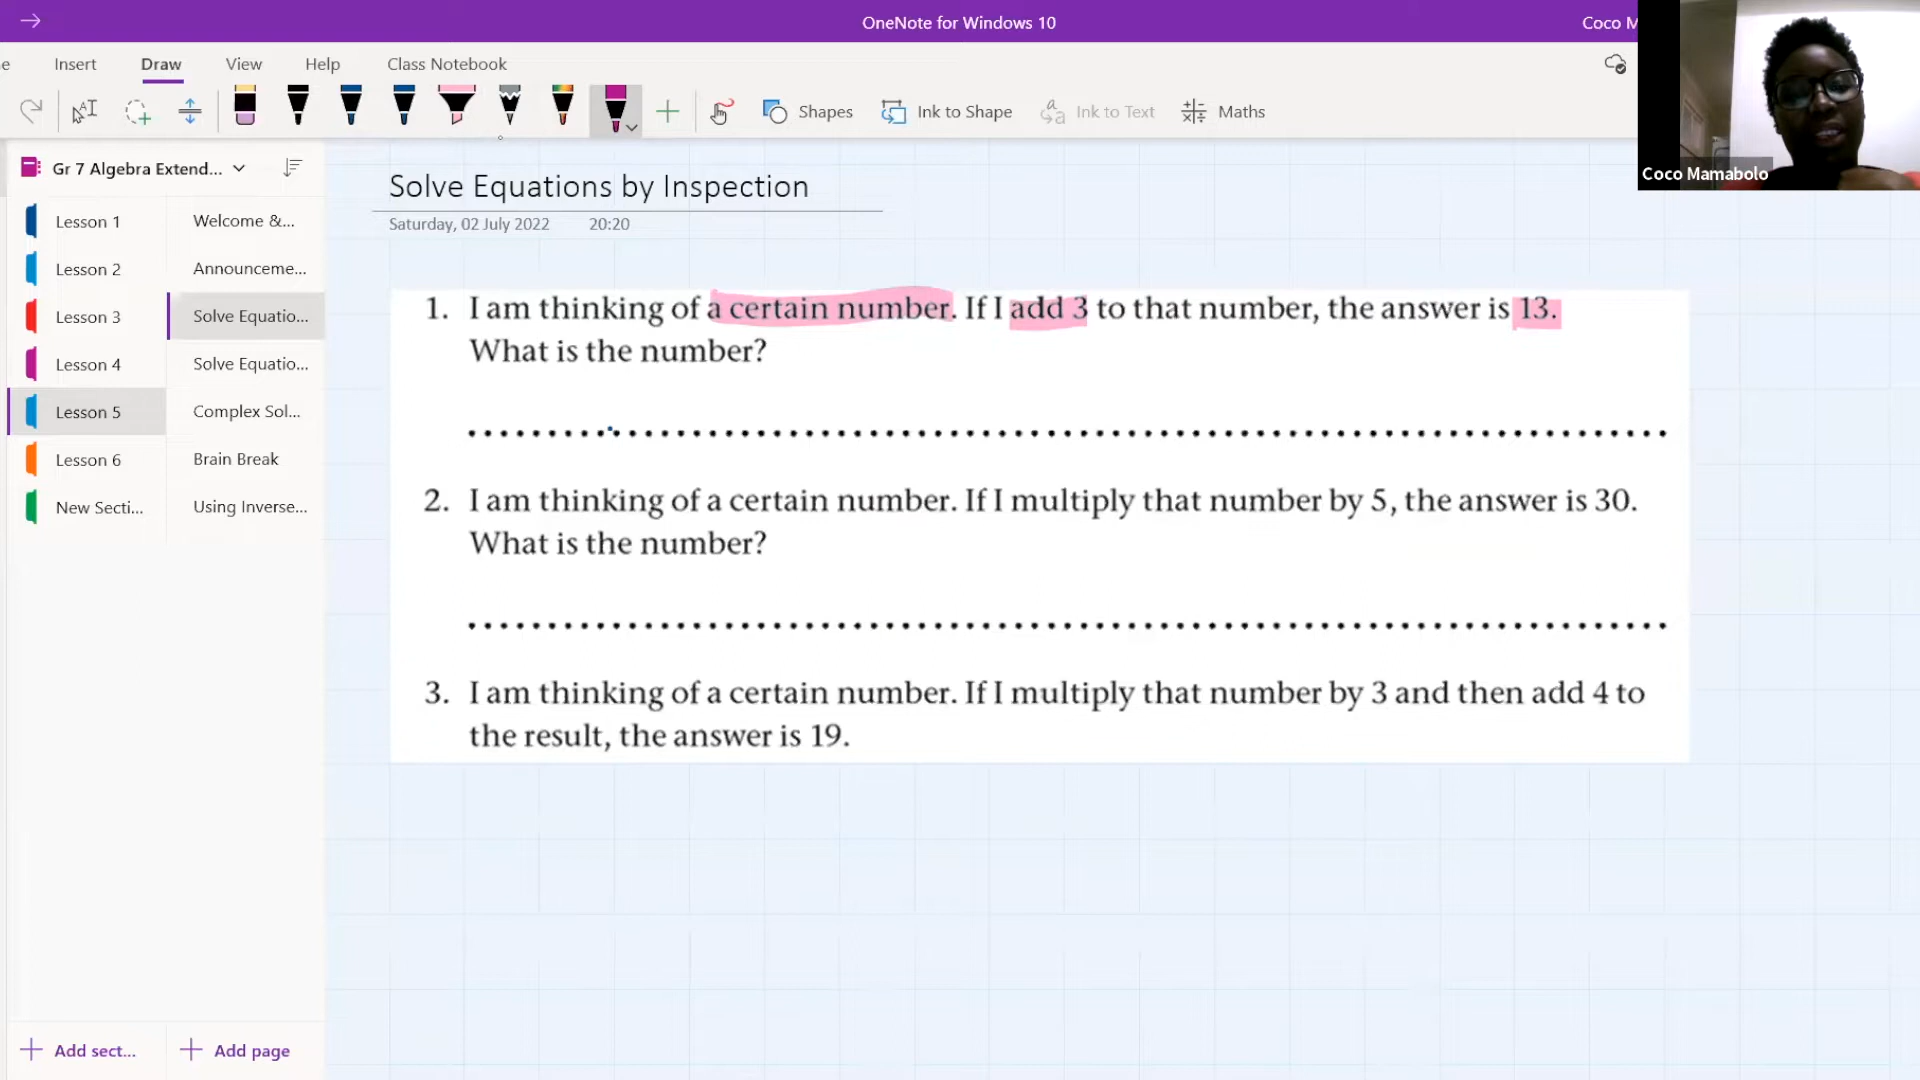 OneNote for Windows 10
Coco M
Insert
Draw
View
Help
Class Notebook
Shapes
Ink to Shape
Ink to Text
Maths
Coco Mamabolo
Gr 7 Algebra Extend...
Lesson 1
Lesson 2
Lesson 3
Lesson 4
Lesson 5
Lesson 6
New Secti...
Welcome &...
Announceme...
Solve Equatio...
Solve Equatio...
Complex Sol...
Brain Break
Using Inverse...
Add sect...
Add page
Solve Equations by Inspection
Saturday, 02 July 2022 20:20
1. I am thinking of a certain number. If I add 3 to that number, the answer is 13.
What is the number?
2. I am thinking of a certain number. If I multiply that number by 5, the answer is 30.
What is the number?
3. I am thinking of a certain number. If I multiply that number by 3 and then add 4 to
the result, the answer is 19.